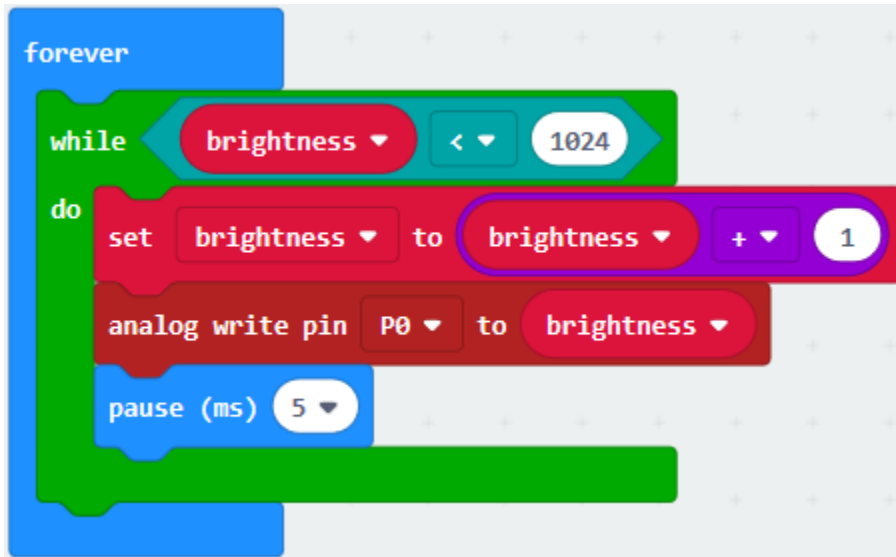 forever
while brightness < 1024
do
set brightness to brightness + 1
analog write pin P0 to brightness
pause (ms) 5